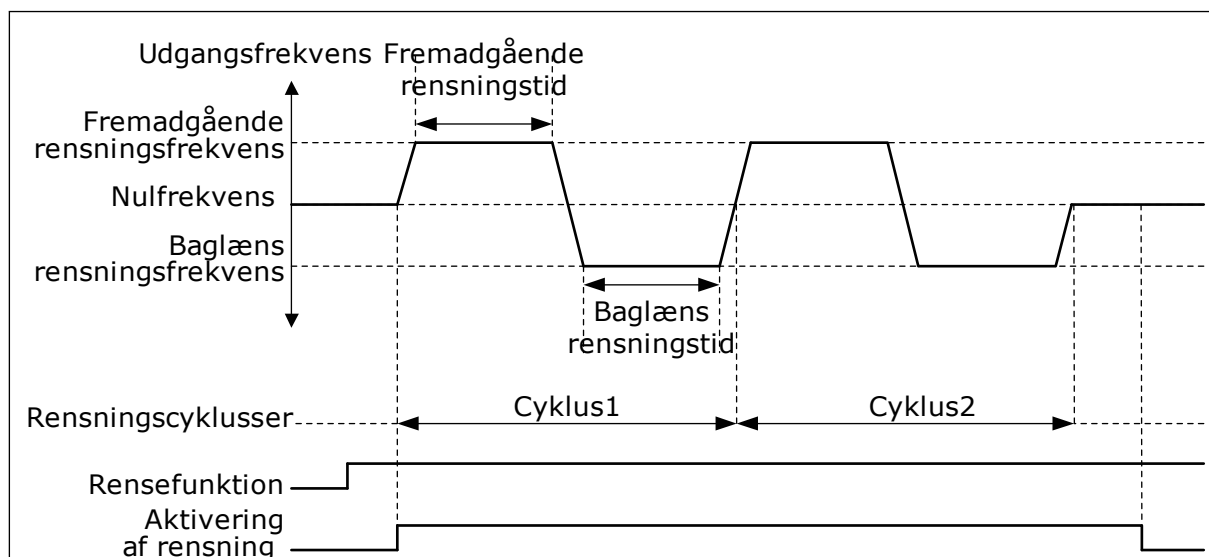 Udgangsfrekvens
Fremadgående
rensningstid
Fremadgående
rensningsfrekvens
Nulfrekvens
Baglæns
rensningsfrekvens
Baglæns
rensningstid
Rensningscyklusser
Cyklus1
Cyklus2
Rensefunktion
Aktivering
af rensning